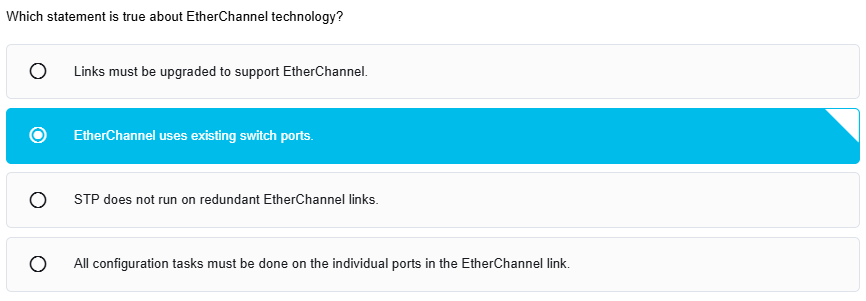 Which statement is true about EtherChannel technology?
Links must be upgraded to support EtherChannel.
EtherChannel uses existing switch ports.
STP does not run on redundant EtherChannel links.
All configuration tasks must be done on the individual ports in the EtherChannel link.